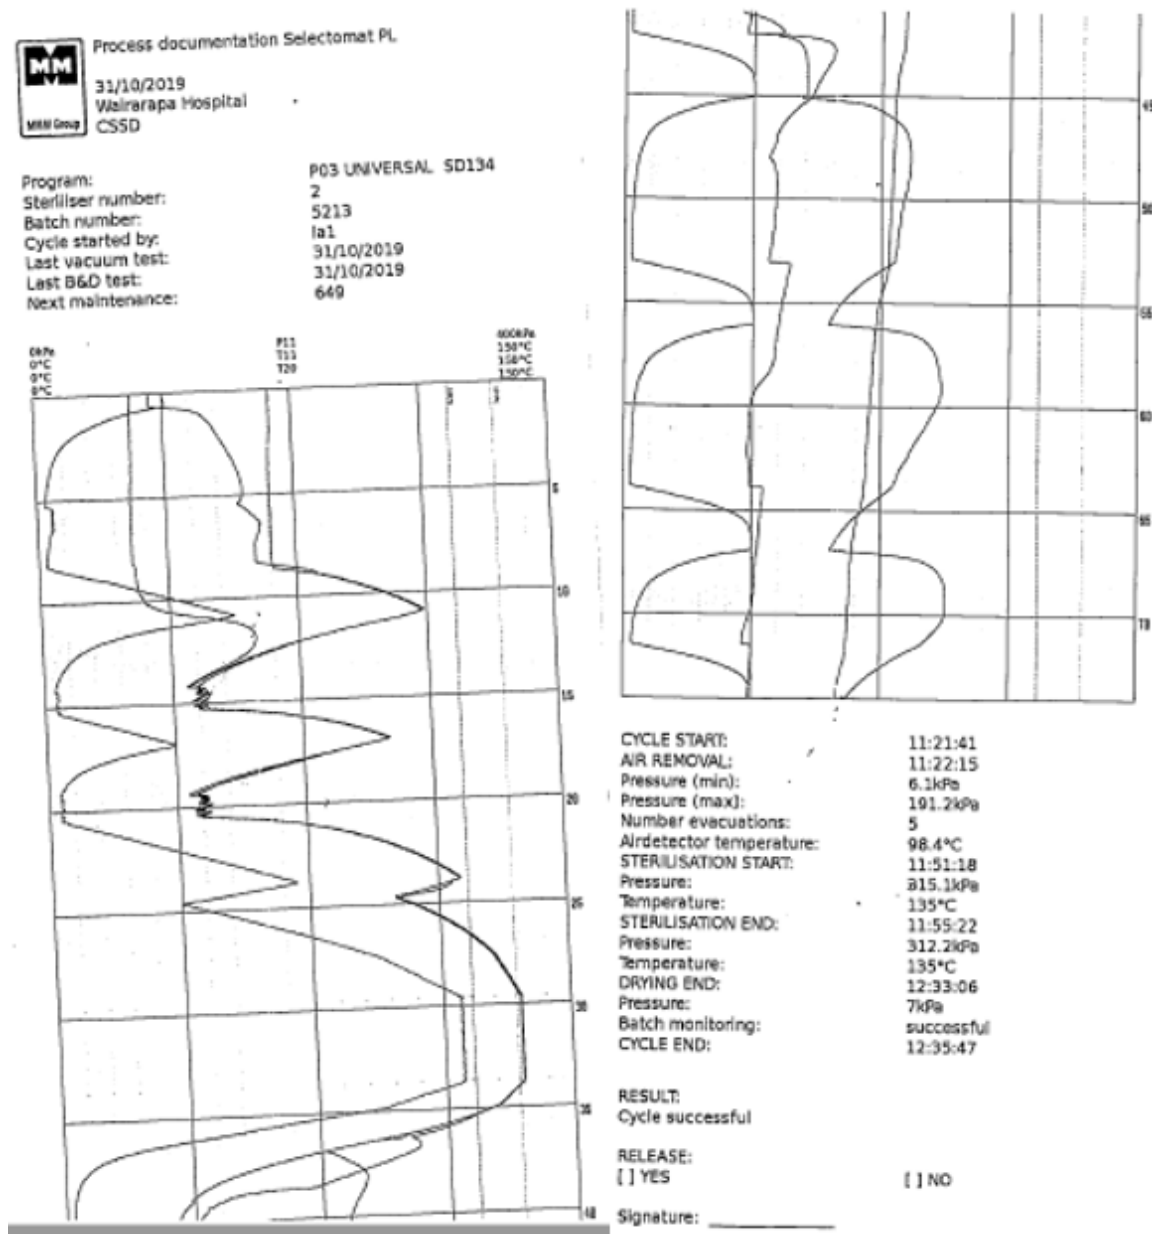 MM
MMM Group
Process documentation Selectomat PL
31/10/2019
Wairarapa Hospital
CSSD
Program: P03 UNIVERSAL SD134
Steriliser number: 2
Batch number: 5213
Cycle started by: la1
Last vacuum test: 31/10/2019
Last B&D test: 31/10/2019
Next maintenance: 649
0kPa P11 400kPa
0°C T11 150°C
0°C T20 150°C
0°C 150°C
5
10
15
20
25
30
35
40
45
50
55
60
65
70
CYCLE START: 11:21:41
AIR REMOVAL: 11:22:15
Pressure (min): 6.1kPa
Pressure (max): 191.2kPa
Number evacuations: 5
Airdetector temperature: 98.4°C
STERILISATION START: 11:51:18
Pressure: 315.1kPa
Temperature: 135°C
STERILISATION END: 11:55:22
Pressure: 312.2kPa
Temperature: 135°C
DRYING END: 12:33:06
Pressure: 7kPa
Batch monitoring: successful
CYCLE END: 12:35:47
RESULT:
Cycle successful
RELEASE:
[ ] YES [ ] NO
Signature: